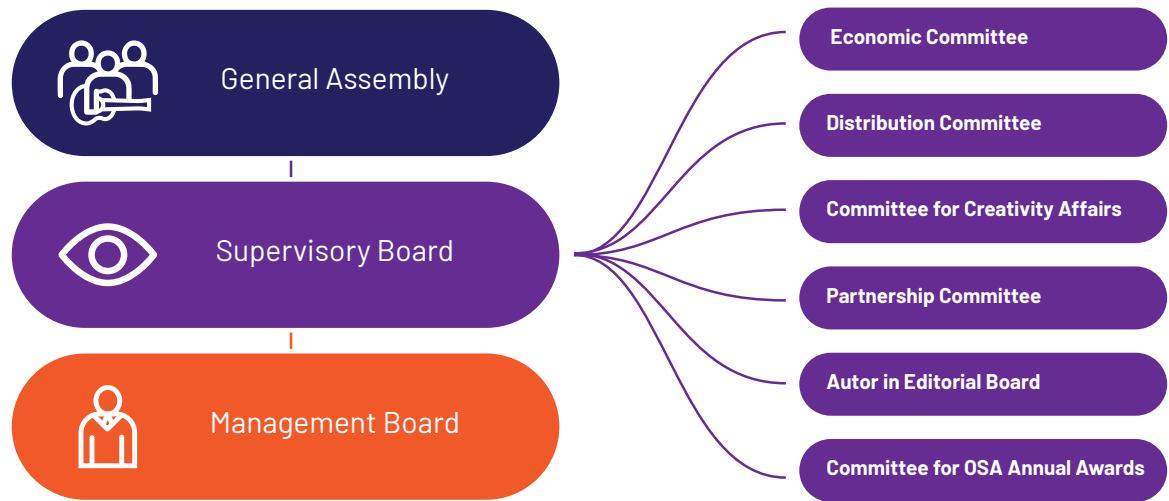 General Assembly
Supervisory Board
Management Board
Economic Committee
Distribution Committee
Committee for Creativity Affairs
Partnership Committee
Autor in Editorial Board
Committee for OSA Annual Awards